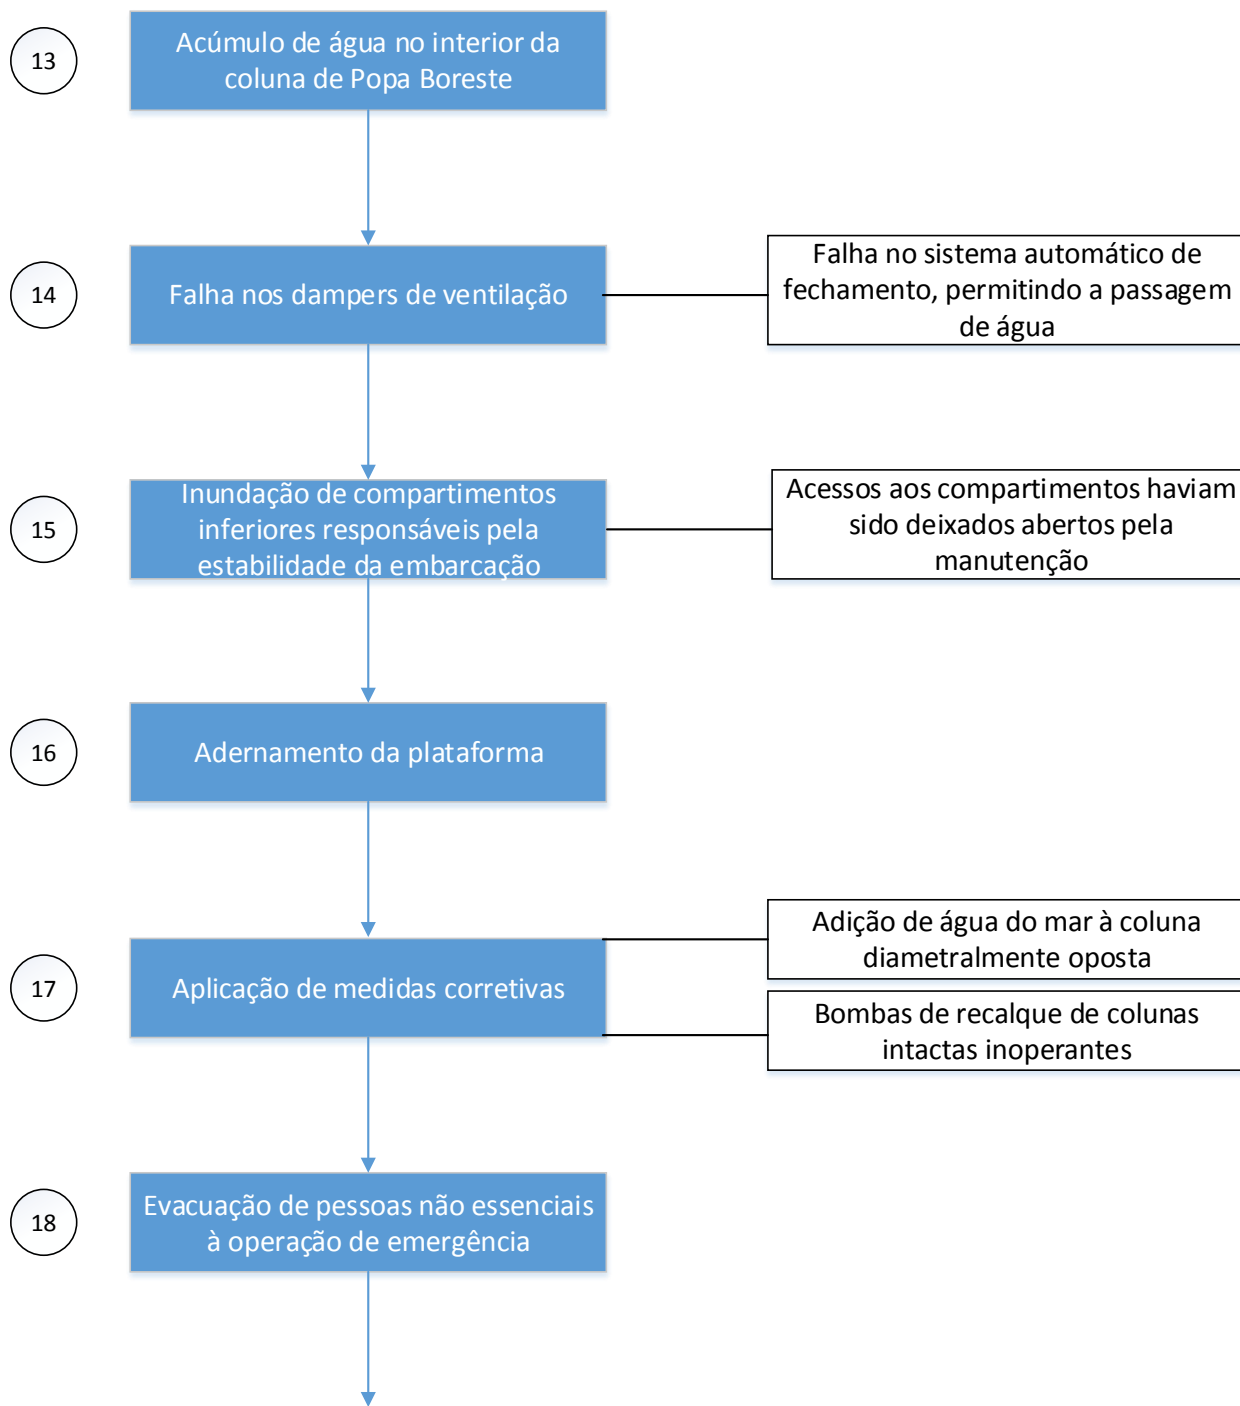 13
Acúmulo de água no interior da
coluna de Popa Boreste
14
Falha nos dampers de ventilação
Falha no sistema automático de
fechamento, permitindo a passagem
de água
15
Inundação de compartimentos
inferiores responsáveis pela
estabilidade da embarcação
Acessos aos compartimentos haviam
sido deixados abertos pela
manutenção
16
Adernamento da plataforma
17
Aplicação de medidas corretivas
Adição de água do mar à coluna
diametralmente oposta
Bombas de recalque de colunas
intactas inoperantes
18
Evacuação de pessoas não essenciais
à operação de emergência